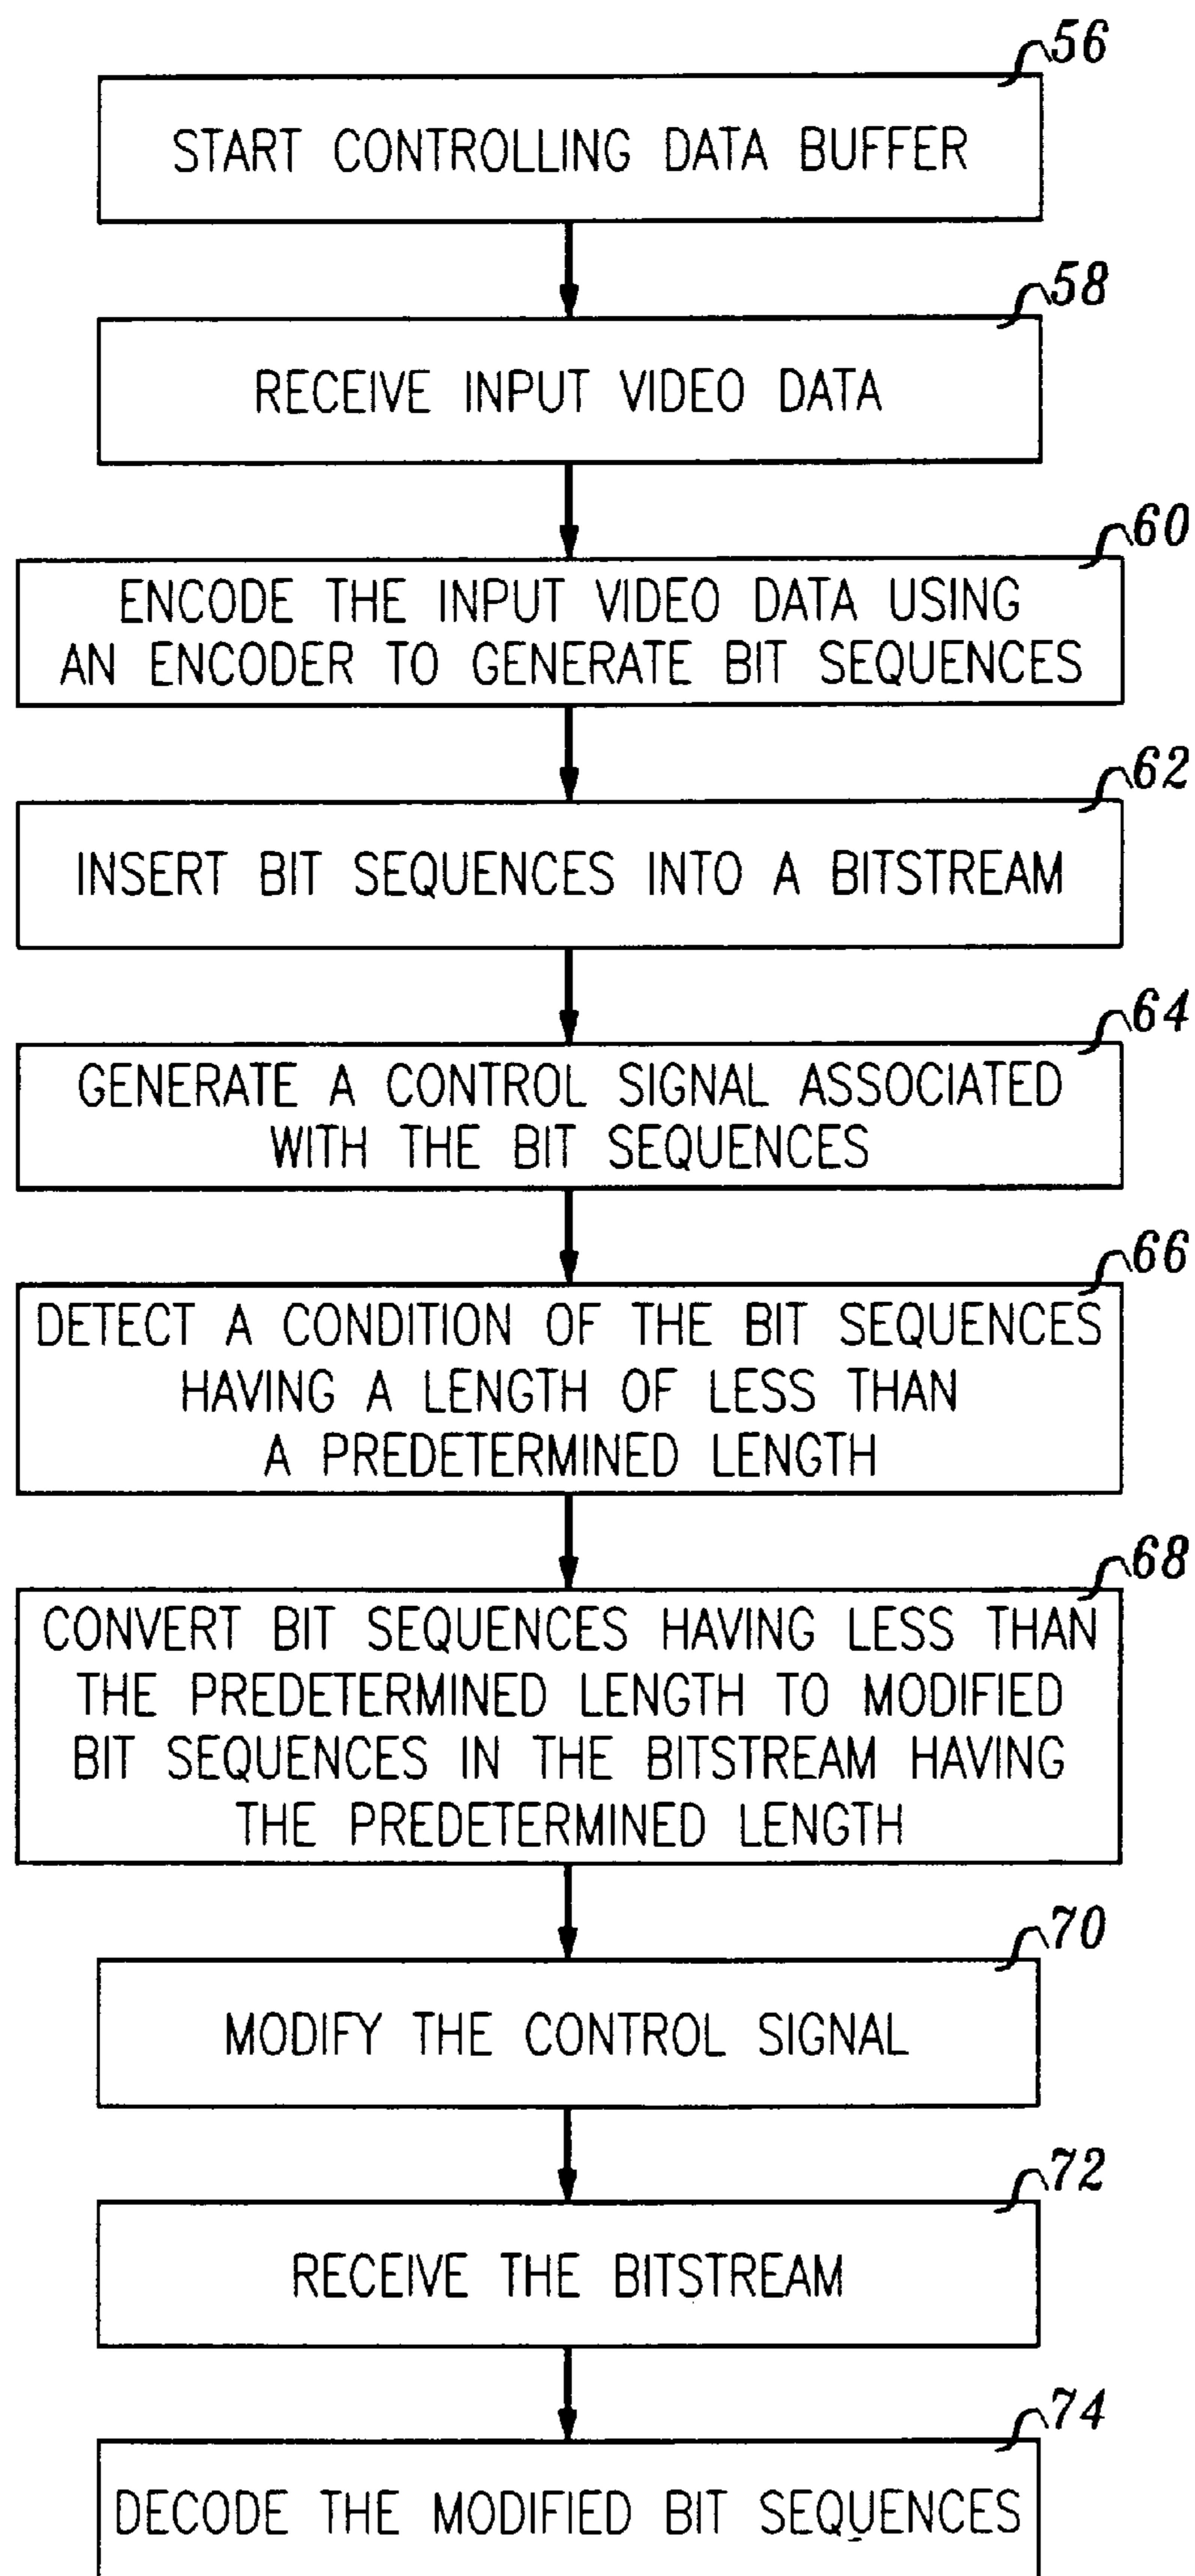 56
START CONTROLLING DATA BUFFER
58
RECEIVE INPUT VIDEO DATA
60
ENCODE THE INPUT VIDEO DATA USING
AN ENCODER TO GENERATE BIT SEQUENCES
62
INSERT BIT SEQUENCES INTO A BITSTREAM
64
GENERATE A CONTROL SIGNAL ASSOCIATED
WITH THE BIT SEQUENCES
66
DETECT A CONDITION OF THE BIT SEQUENCES
HAVING A LENGTH OF LESS THAN
A PREDETERMINED LENGTH
68
CONVERT BIT SEQUENCES HAVING LESS THAN
THE PREDETERMINED LENGTH TO MODIFIED
BIT SEQUENCES IN THE BITSTREAM HAVING
THE PREDETERMINED LENGTH
70
MODIFY THE CONTROL SIGNAL
72
RECEIVE THE BITSTREAM
74
DECODE THE MODIFIED BIT SEQUENCES